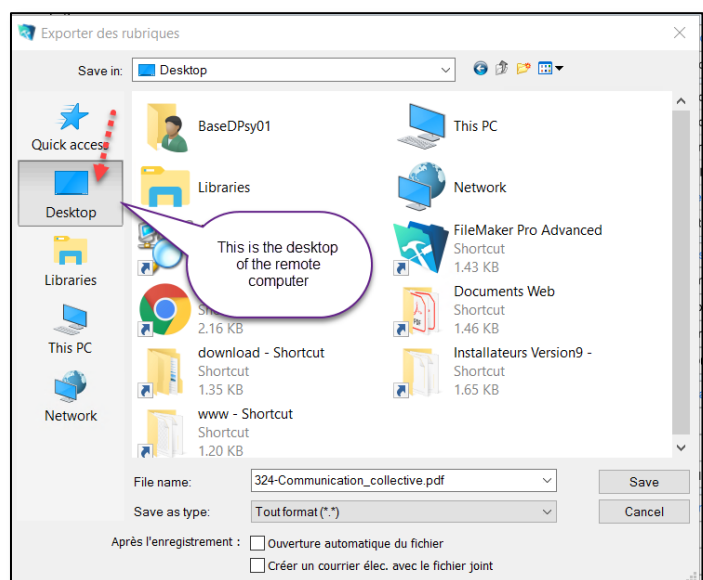 Exporter des rubriques
Save in:
Desktop
Quick access
Desktop
Libraries
This PC
Network
BaseDPsy01
This PC
Libraries
Network
This is the desktop
of the remote
computer
FileMaker Pro Advanced
Shortcut
1.43 KB
Documents Web
2.16 KB
Shortcut
1.46 KB
download - Shortcut
Shortcut
1.35 KB
Installateurs Version9 -
Shortcut
1.65 KB
www - Shortcut
Shortcut
1.20 KB
File name:
324-Communication_collective.pdf
Save
Save as type:
Tout format (*.*)
Cancel
Après l'enregistrement :
Ouverture automatique du fichier
Créer un courrier élec. avec le fichier joint